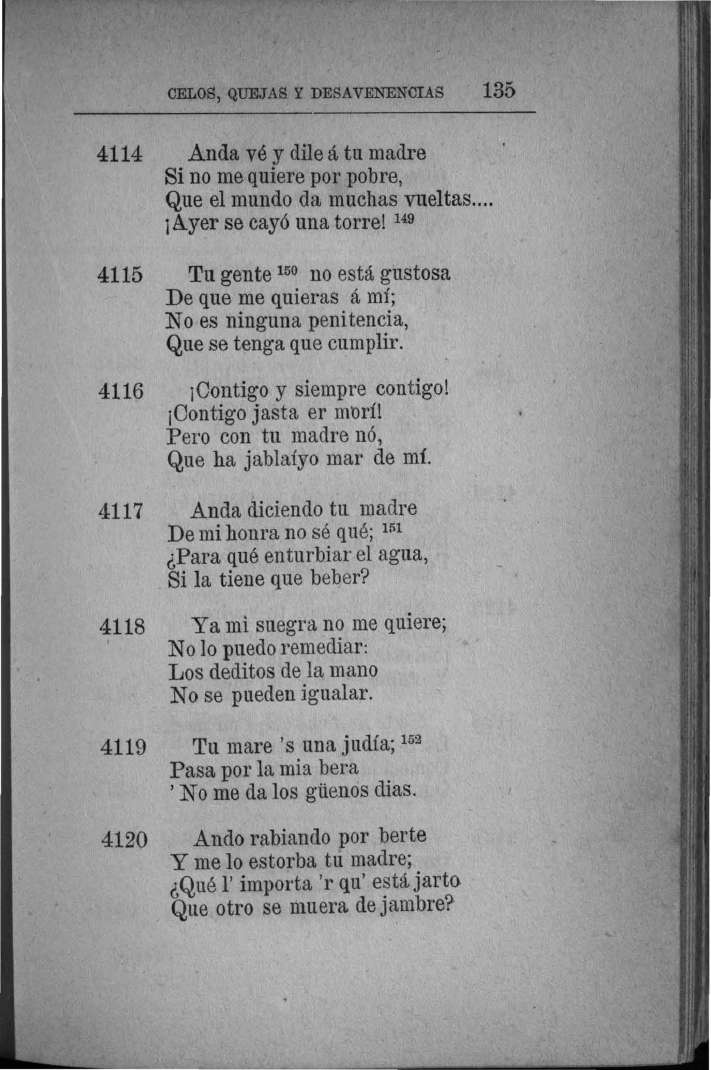 CELOS, QUEJAS Y DESAVENENCIAS 135
4114 Anda vé y dile á tu madre
Si no me quiere por pobre,
Que el mundo da muchas vueltas....
¡Ayer se cayó una torre! 149
4115 Tu gente 150 no está gustosa
De que me quieras á mí;
No es ninguna penitencia,
Que se tenga que cumplir.
4116 ¡Contigo y siempre contigo!
¡Contigo jasta er morí!
Pero con tu madre nó,
Que ha jablaíyo mar de mí.
4117 Anda diciendo tu madre
De mi honra no sé qué; 151
¿Para qué enturbiar el agua,
Si la tiene que beber?
4118 Ya mi suegra no me quiere;
No lo puedo remediar:
Los deditos de la mano
No se pueden igualar.
4119 Tu mare 's una judía; 152
Pasa por la mia bera
' No me da los güenos dias.
4120 Ando rabiando por berte
Y me lo estorba tu madre;
¿Qué l' importa 'r qu' está jarto
Que otro se muera de jambre?